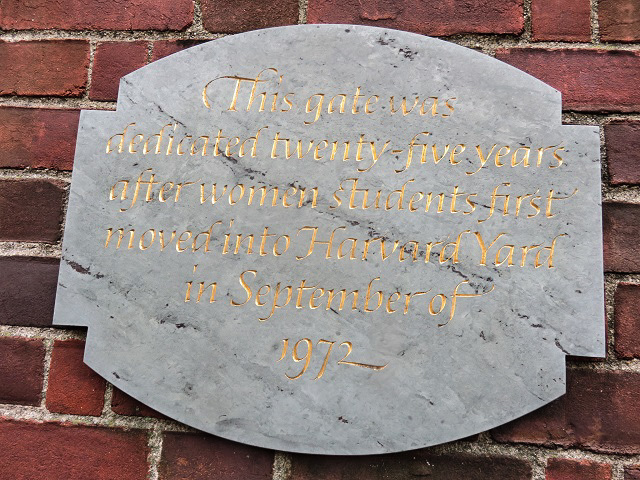 This gate was
dedicated twenty-five years
after women students first
moved into Harvard Yard
in September of
1972